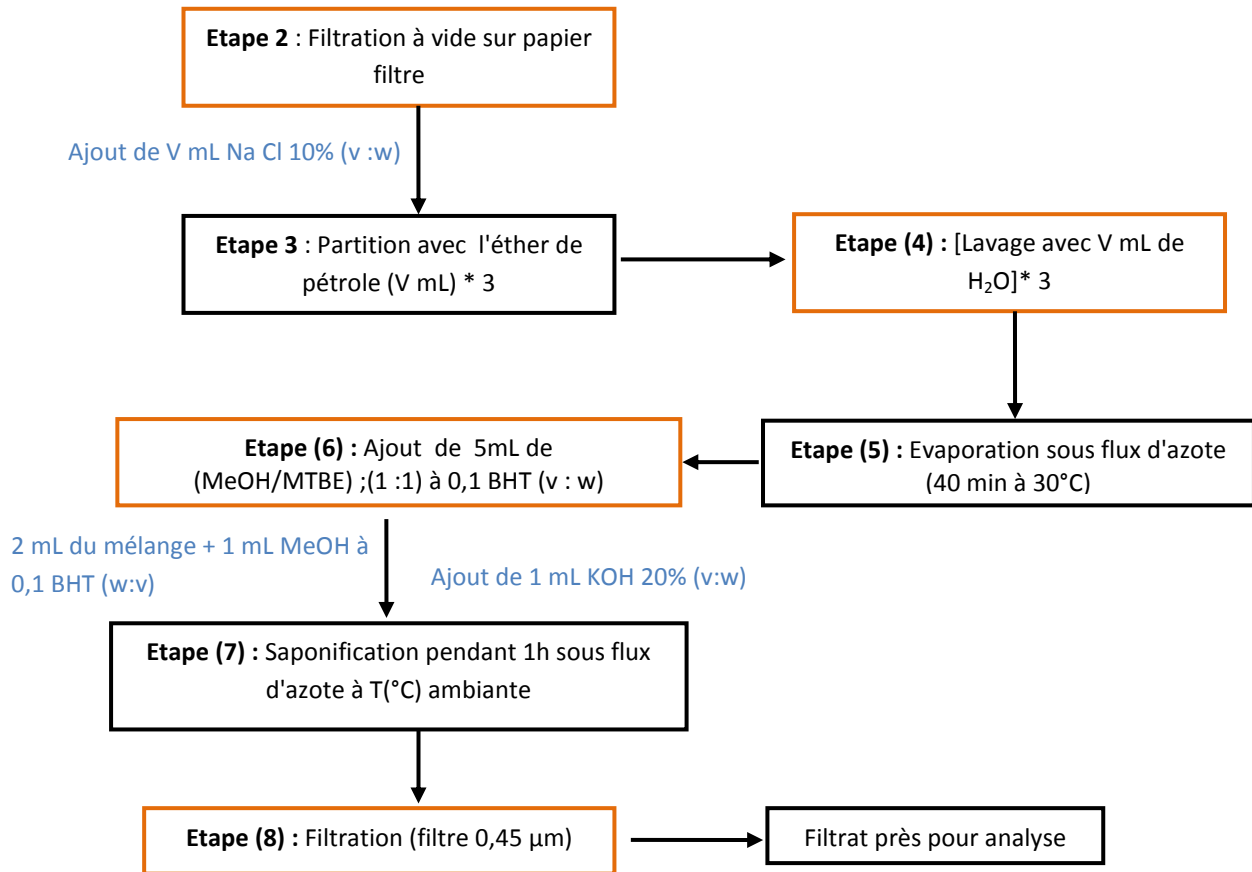 Etape 2 : Filtration à vide sur papier
filtre
Ajout de V mL Na Cl 10% (v :w)
Etape 3 : Partition avec l'éther de
pétrole (V mL) * 3
Etape (4) : [Lavage avec V mL de
H₂O]* 3
Etape (5) : Evaporation sous flux d'azote
(40 min à 30°C)
Etape (6) : Ajout de 5mL de
(MeOH/MTBE) ;(1 :1) à 0,1 BHT (v : w)
2 mL du mélange + 1 mL MeOH à
0,1 BHT (w:v)
Ajout de 1 mL KOH 20% (v:w)
Etape (7) : Saponification pendant 1h sous flux
d'azote à T(°C) ambiante
Etape (8) : Filtration (filtre 0,45 µm)
Filtrat près pour analyse